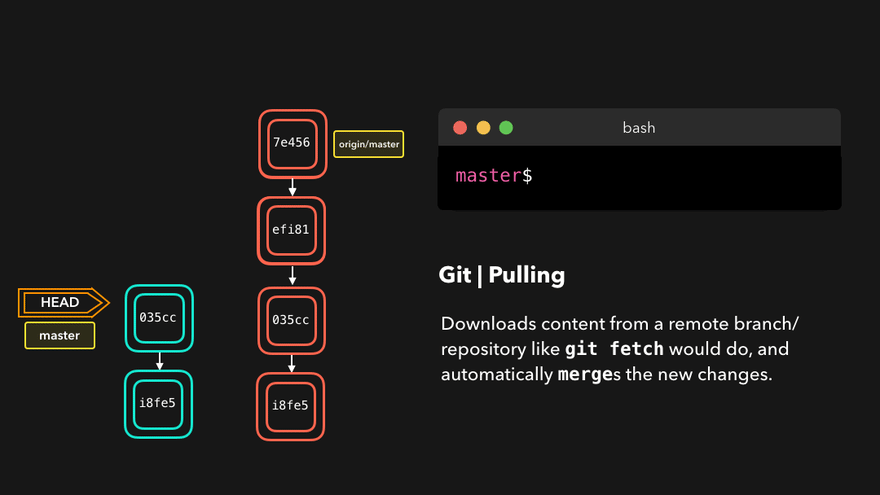 7e456
origin/master
efi81
035cc
i8fe5
HEAD
master
035cc
i8fe5
bash
master$
Git | Pulling
Downloads content from a remote branch/
repository like git fetch would do, and
automatically merges the new changes.